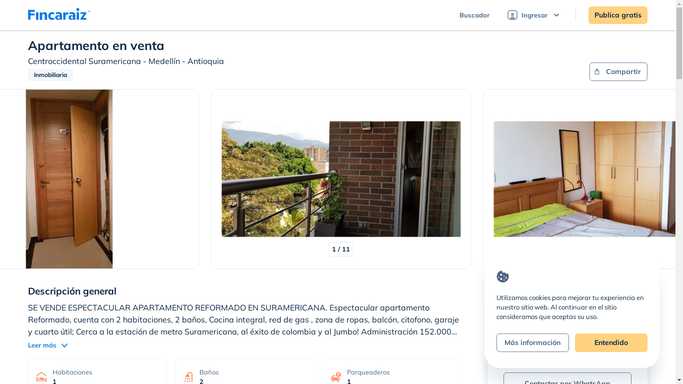 Fincaraiz
Buscador
Ingresar
Publica gratis
Apartamento en venta
Centroccidental Suramericana - Medellín - Antioquia
Inmobiliaria
Compartir
1 / 11
Descripción general
SE VENDE ESPECTACULAR APARTAMENTO REFORMADO EN SURAMERICANA. Espectacular apartamento
Reformado, cuenta con 2 habitaciones, 2 baños, Cocina integral, red de gas , zona de ropas, balcón, citofono, garaje
y cuarto útil; Cerca a la estación de metro Suramericana, al éxito de colombia y al Jumbo! Administración 152.000...
Leer más
Utilizamos cookies para mejorar tu experiencia en
nuestro sitio web. Al continuar en el sitio
consideramos que aceptas su uso.
Más información
Entendido
Habitaciones
1
Baños
2
Parqueaderos
1
Contactar por WhatsApp